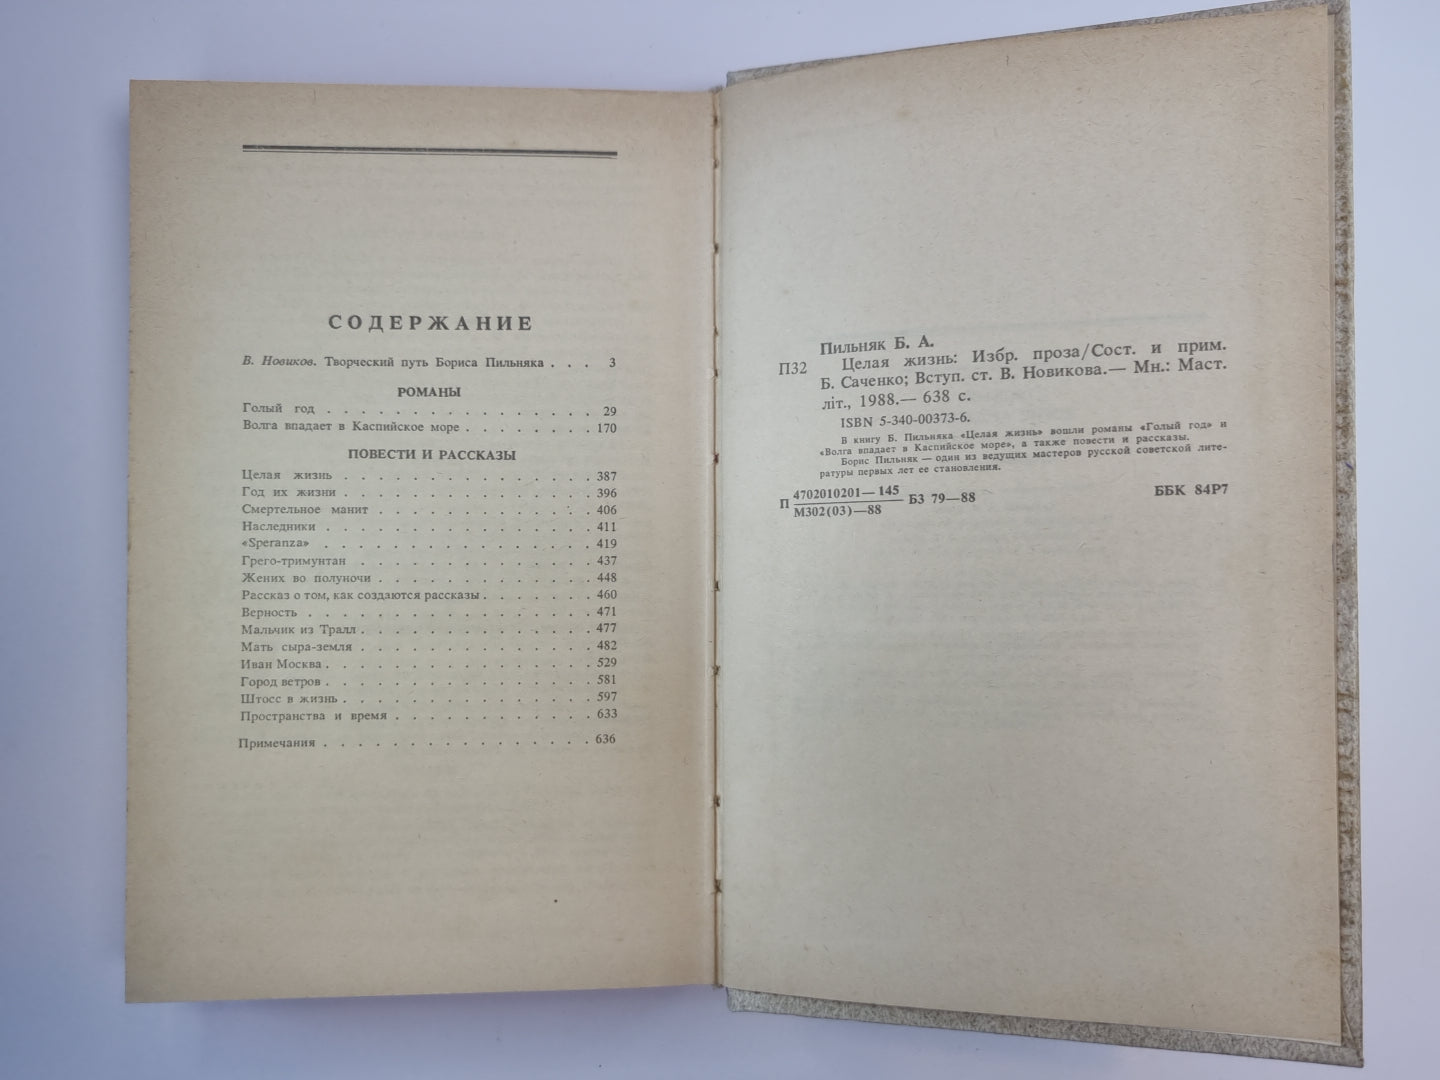 СОДЕРЖАНИЕ
В. Новиков. Творческий путь Бориса Пильняка . . . 3
РОМАНЫ
Голый год . . . . . . . . . . . . . . . . 29
Волга впадает в Каспийское море . . . . . . . . 170
ПОВЕСТИ И РАССКАЗЫ
Целая жизнь . . . . . . . . . . . . . . . 387
Год их жизни . . . . . . . . . . . . . . . 396
Смертельное манит . . . . . . . . . . . . . 406
Наследники . . . . . . . . . . . . . . . . 411
«Speranza» . . . . . . . . . . . . . . . . 419
Грего-тримунтан . . . . . . . . . . . . . . 437
Жених во полуночи . . . . . . . . . . . . . 448
Рассказ о том, как создаются рассказы . . . . . . . 460
Верность . . . . . . . . . . . . . . . . . 471
Мальчик из Тралл . . . . . . . . . . . . . . 477
Мать сыра-земля . . . . . . . . . . . . . . 482
Иван Москва . . . . . . . . . . . . . . . . 529
Город ветров . . . . . . . . . . . . . . . . 581
Штосс в жизнь . . . . . . . . . . . . . . . 597
Пространства и время . . . . . . . . . . . . 633
Примечания . . . . . . . . . . . . . . . . 636
Пильняк Б. А.
П32 Целая жизнь: Избр. проза/Сост. и прим.
Б. Саченко; Вступ. ст. В. Новикова.— Мн.: Маст.
літ., 1988.— 638 с.
ISBN 5-340-00373-6.
В книгу Б. Пильняка «Целая жизнь» вошли романы «Голый год» и
«Волга впадает в Каспийское море», а также повести и рассказы.
Борис Пильняк — один из ведущих мастеров русской советской лите-
ратуры первых лет ее становления.
П 4702010201—145 БЗ 79—88 ББК 84Р7
М302(03)—88